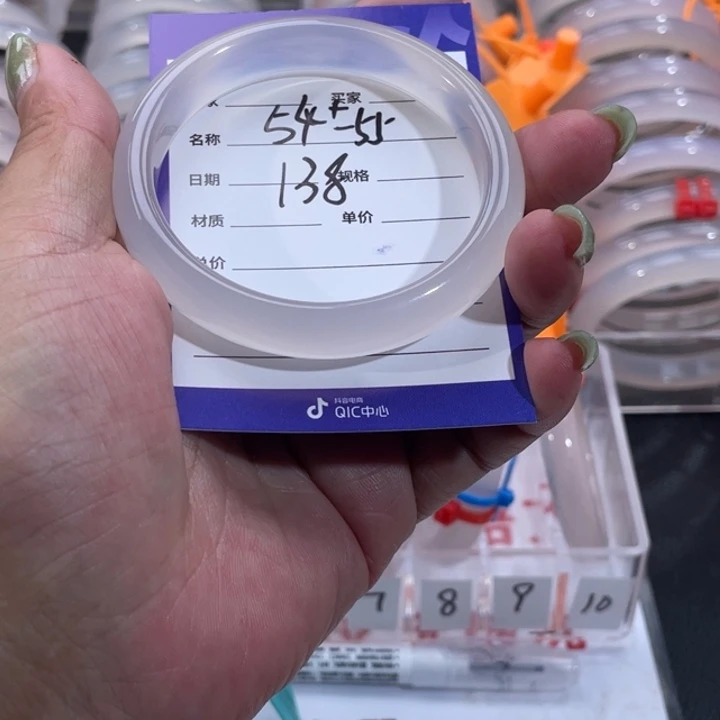 买家
54+-55
名称
138
日期 规格
材质 单价
总价
抖音电商
QIC中心
7 8 9 10